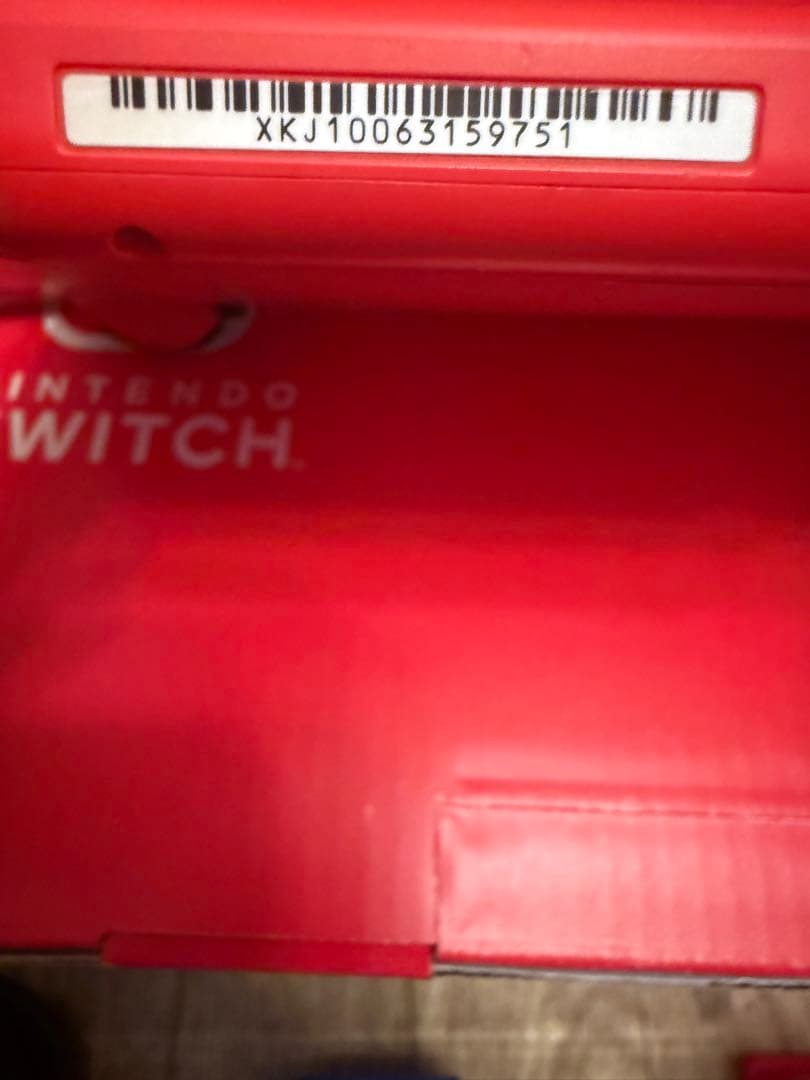 XKJ10063159751
INTENDO
WITCH